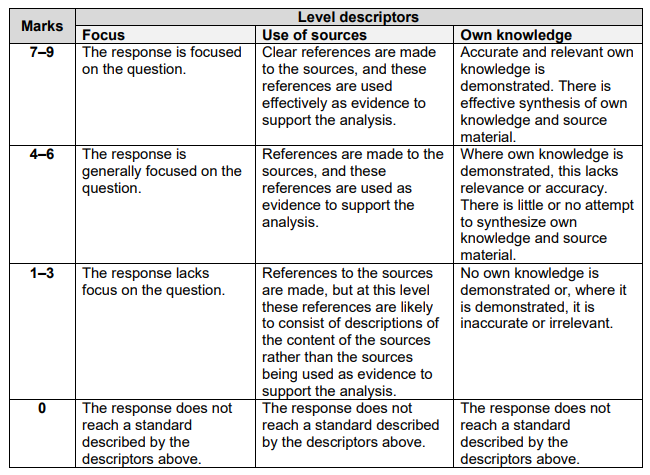 Marks
Level descriptors
Focus
Use of sources
Own knowledge
7–9
The response is focused
on the question.
Clear references are made
to the sources, and these
references are used
effectively as evidence to
support the analysis.
Accurate and relevant own
knowledge is
demonstrated. There is
effective synthesis of own
knowledge and source
material.
4–6
The response is
generally focused on the
question.
References are made to the
sources, and these
references are used as
evidence to support the
analysis.
Where own knowledge is
demonstrated, this lacks
relevance or accuracy.
There is little or no attempt
to synthesize own
knowledge and source
material.
1–3
The response lacks
focus on the question.
References to the sources
are made, but at this level
these references are likely
to consist of descriptions of
the content of the sources
rather than the sources
being used as evidence to
support the analysis.
No own knowledge is
demonstrated or, where it
is demonstrated, it is
inaccurate or irrelevant.
0
The response does not
reach a standard
described by the
descriptors above.
The response does not
reach a standard described
by the descriptors above.
The response does not
reach a standard
described by the
descriptors above.